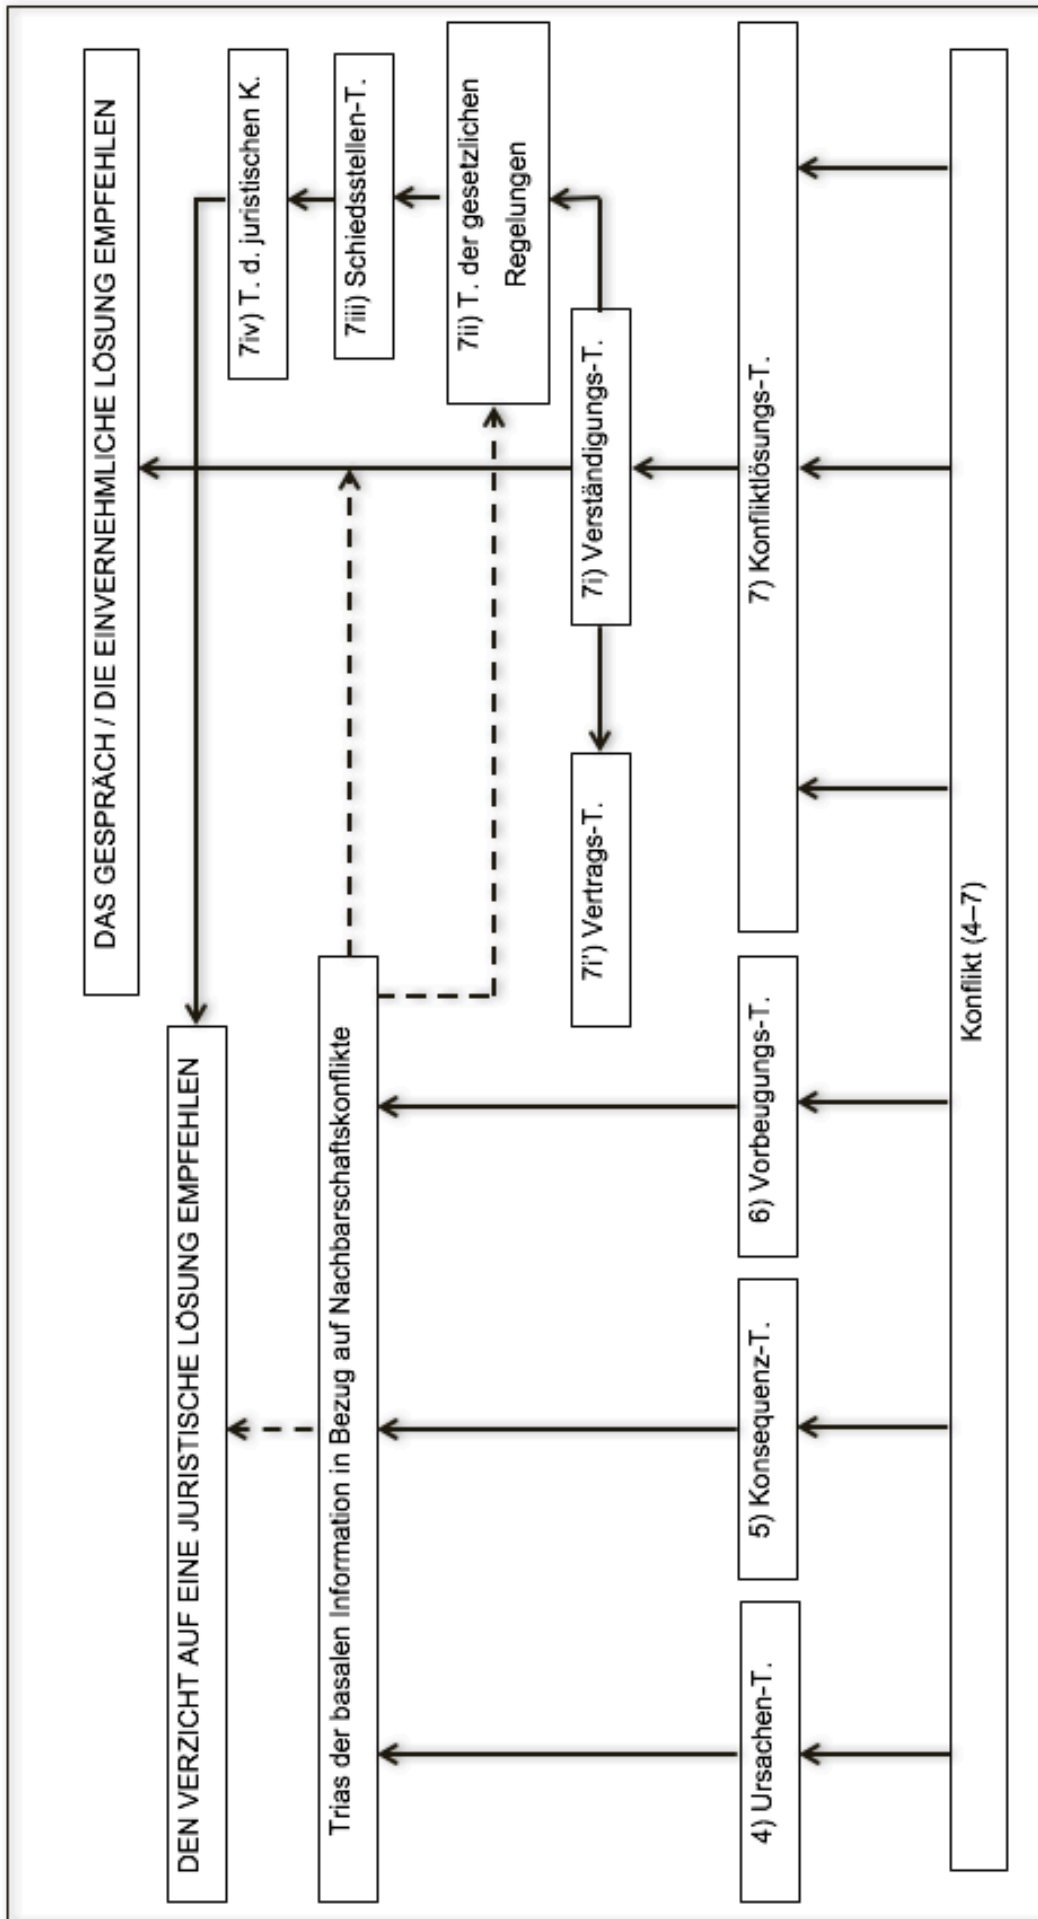 DAS GESPRÄCH / DIE EINVERNEHMLICHE LÖSUNG EMPFEHLEN
DEN VERZICHT AUF EINE JURISTISCHE LÖSUNG EMPFEHLEN
7iv) T. d. juristischen K.
Trias der basalen Information in Bezug auf Nachbarschaftskonflikte
7iii) Schiedsstellen-T.
7ii) T. der gesetzlichen
Regelungen
7i') Vertrags-T.
7i) Verständigungs-T.
4) Ursachen-T.
5) Konsequenz-T.
6) Vorbeugungs-T.
7) Konfliktlösungs-T.
Konflikt (4–7)